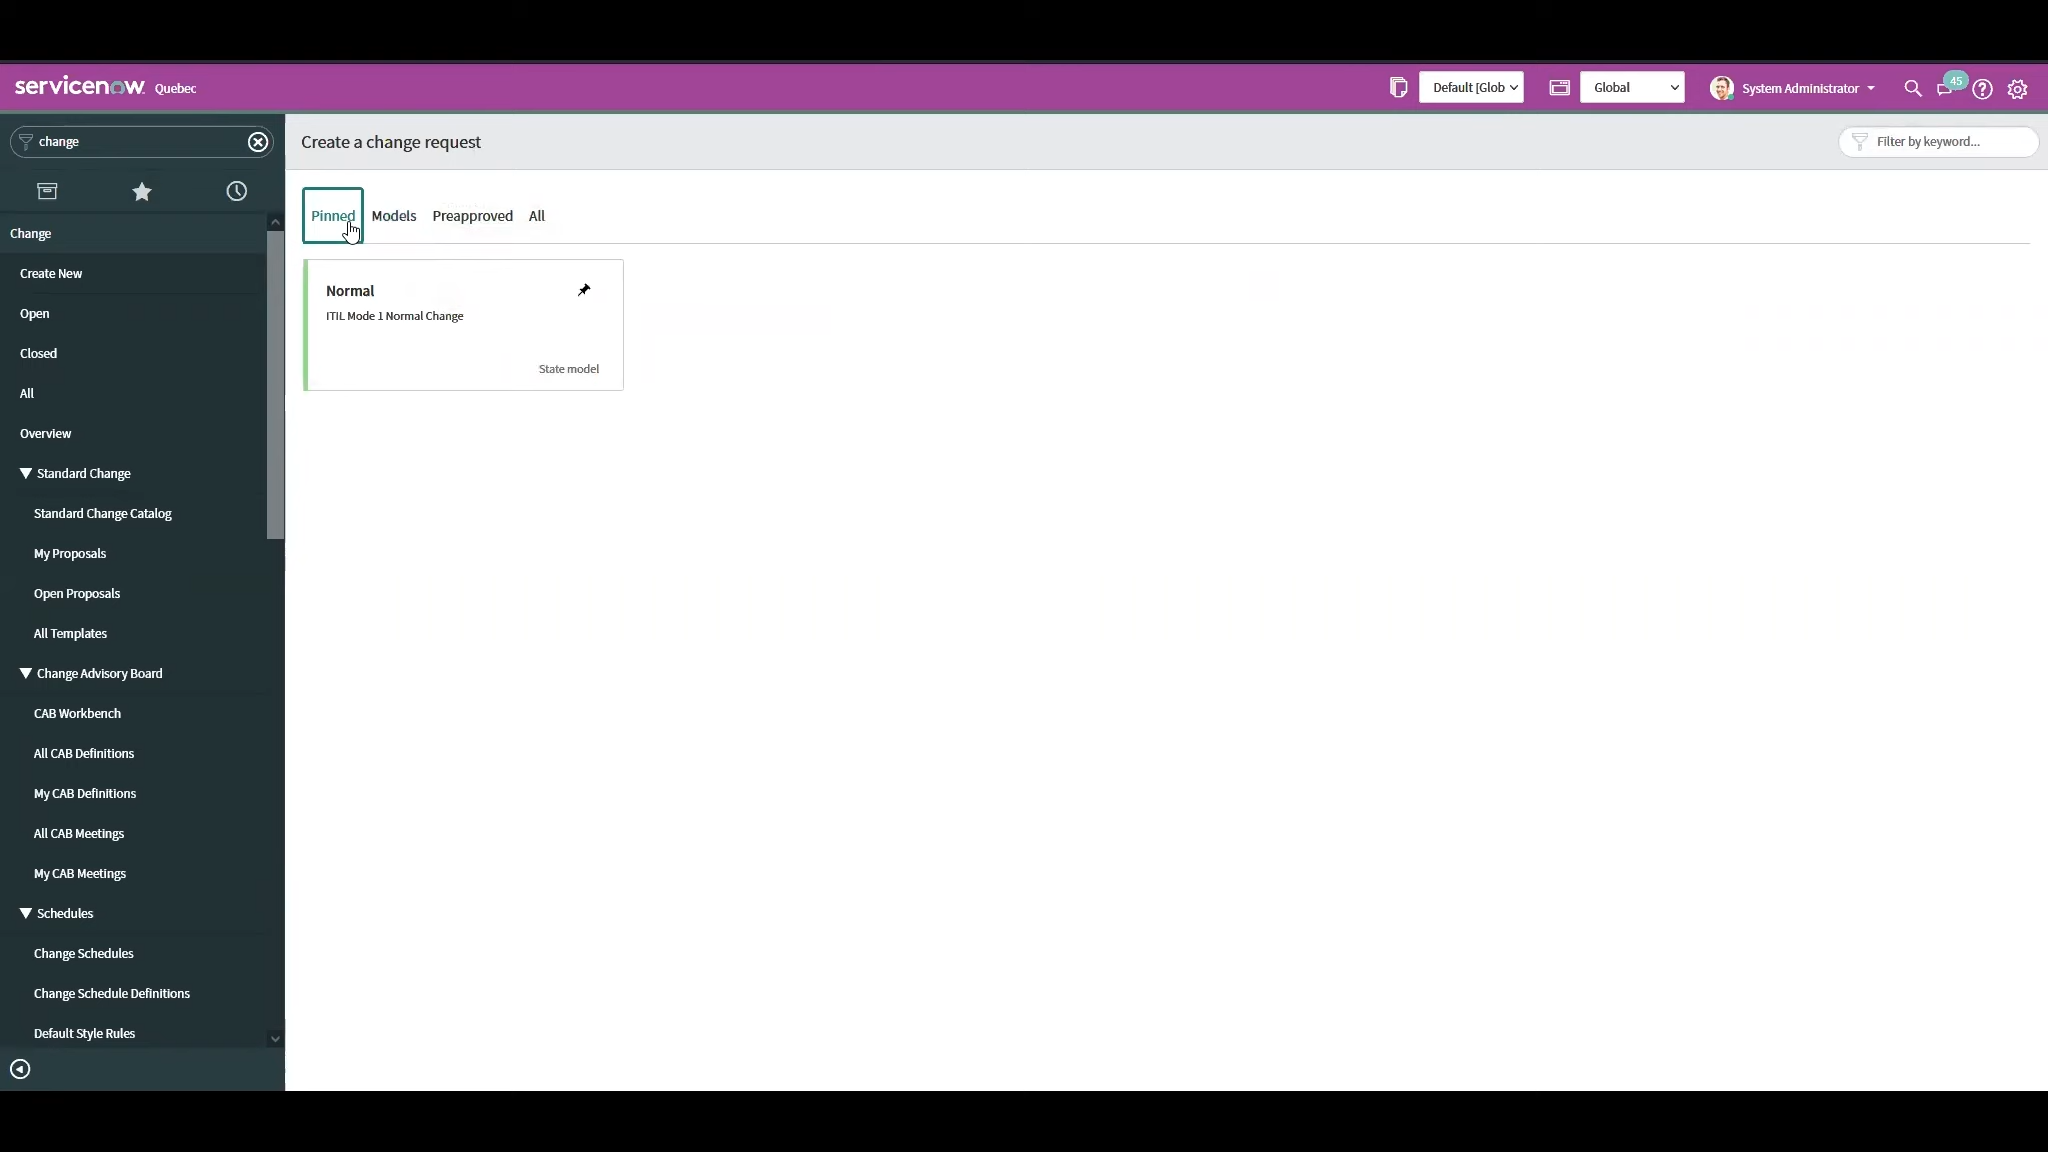 servicenow Quebec
Default [Glob
Global
System Administrator
45
change
Create a change request
Filter by keyword...
Pinned Models Preapproved All
Change
Create New
Open
Closed
All
Overview
Standard Change
Standard Change Catalog
My Proposals
Open Proposals
All Templates
Change Advisory Board
CAB Workbench
All CAB Definitions
My CAB Definitions
All CAB Meetings
My CAB Meetings
Schedules
Change Schedules
Change Schedule Definitions
Default Style Rules
Normal
ITIL Mode 1 Normal Change
State model